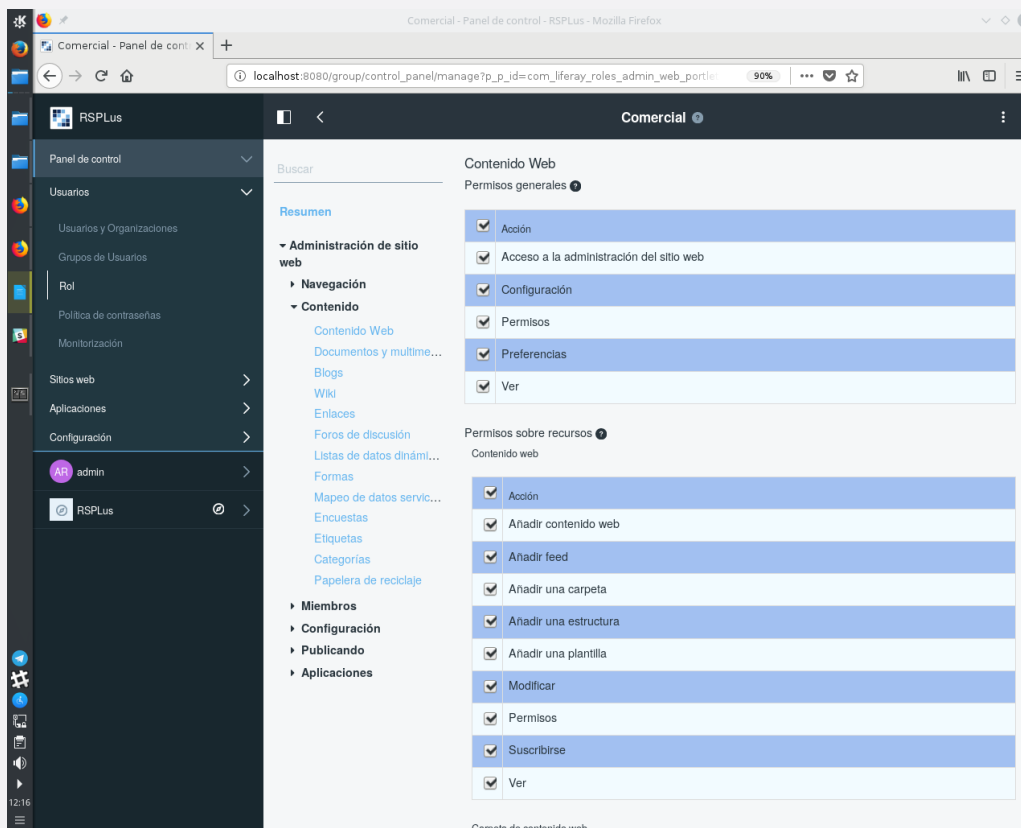 Comercial - Panel de control - RSPLus - Mozilla Firefox
Comercial - Panel de cont
localhost:8080/group/control_panel/manage?p_p_id=com_liferay_roles_admin_web_portle
90%
RSPLus
Comercial
Panel de control
Usuarios
Usuarios y Organizaciones
Grupos de Usuarios
Rol
Política de contraseñas
Monitorización
Sitios web
Aplicaciones
Configuración
AR admin
RSPLus
Buscar
Resumen
Administración de sitio
web
Navegación
Contenido
Contenido Web
Documentos y multime...
Blogs
Wiki
Enlaces
Foros de discusión
Listas de datos dinámi...
Formas
Mapeo de datos servic...
Encuestas
Etiquetas
Categorías
Papelera de reciclaje
Miembros
Configuración
Publicando
Aplicaciones
Contenido Web
Permisos generales
Acción
Acceso a la administración del sitio web
Configuración
Permisos
Preferencias
Ver
Permisos sobre recursos
Contenido web
Acción
Añadir contenido web
Añadir feed
Añadir una carpeta
Añadir una estructura
Añadir una plantilla
Modificar
Permisos
Suscribirse
Ver
Carpeta de contenido web
12:16